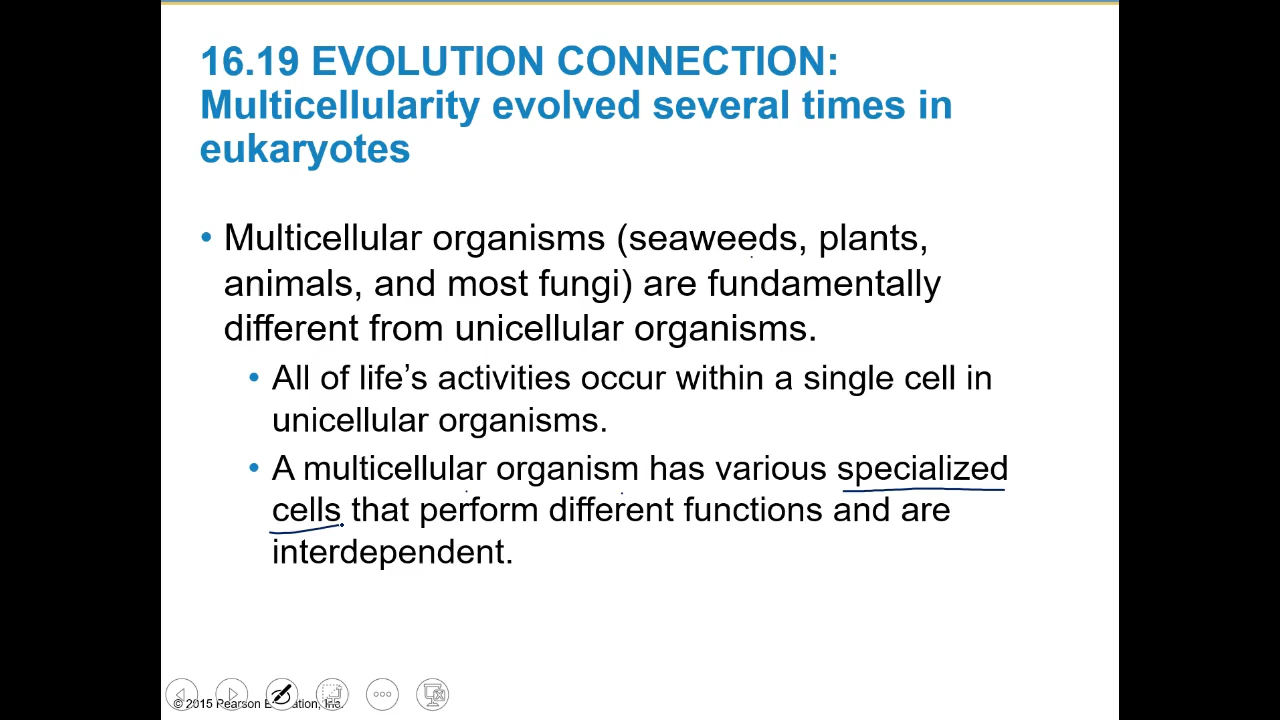 16.19 EVOLUTION CONNECTION:
Multicellularity evolved several times in
eukaryotes
• Multicellular organisms (seaweeds, plants,
animals, and most fungi) are fundamentally
different from unicellular organisms.
• All of life’s activities occur within a single cell in
unicellular organisms.
• A multicellular organism has various specialized
cells that perform different functions and are
interdependent.
© 2015 Pearson Inc.